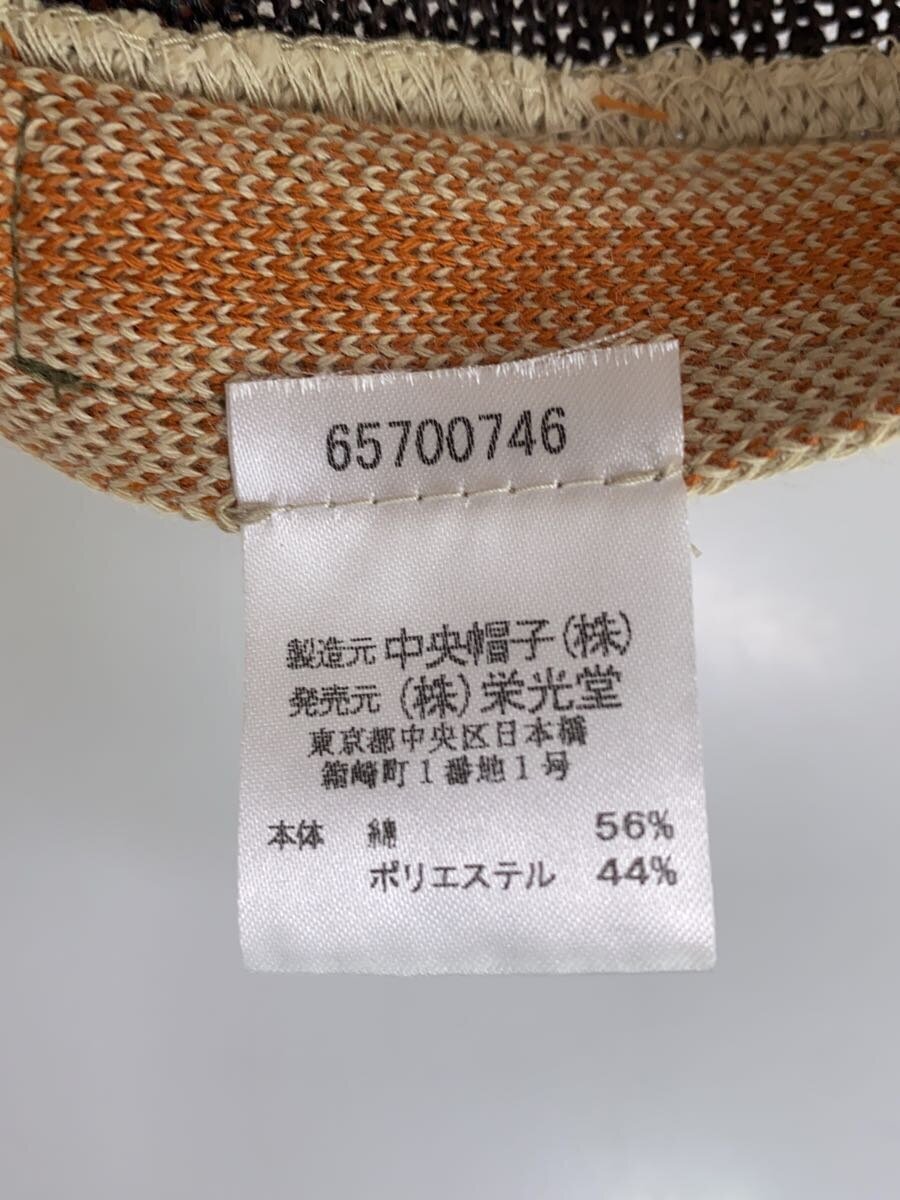 65700746
製造元 中央帽子(株)
発売元 (株)栄光堂
東京都中央区日本橋
箱崎町1番地1号
本体 綿 56%
ポリエステル 44%